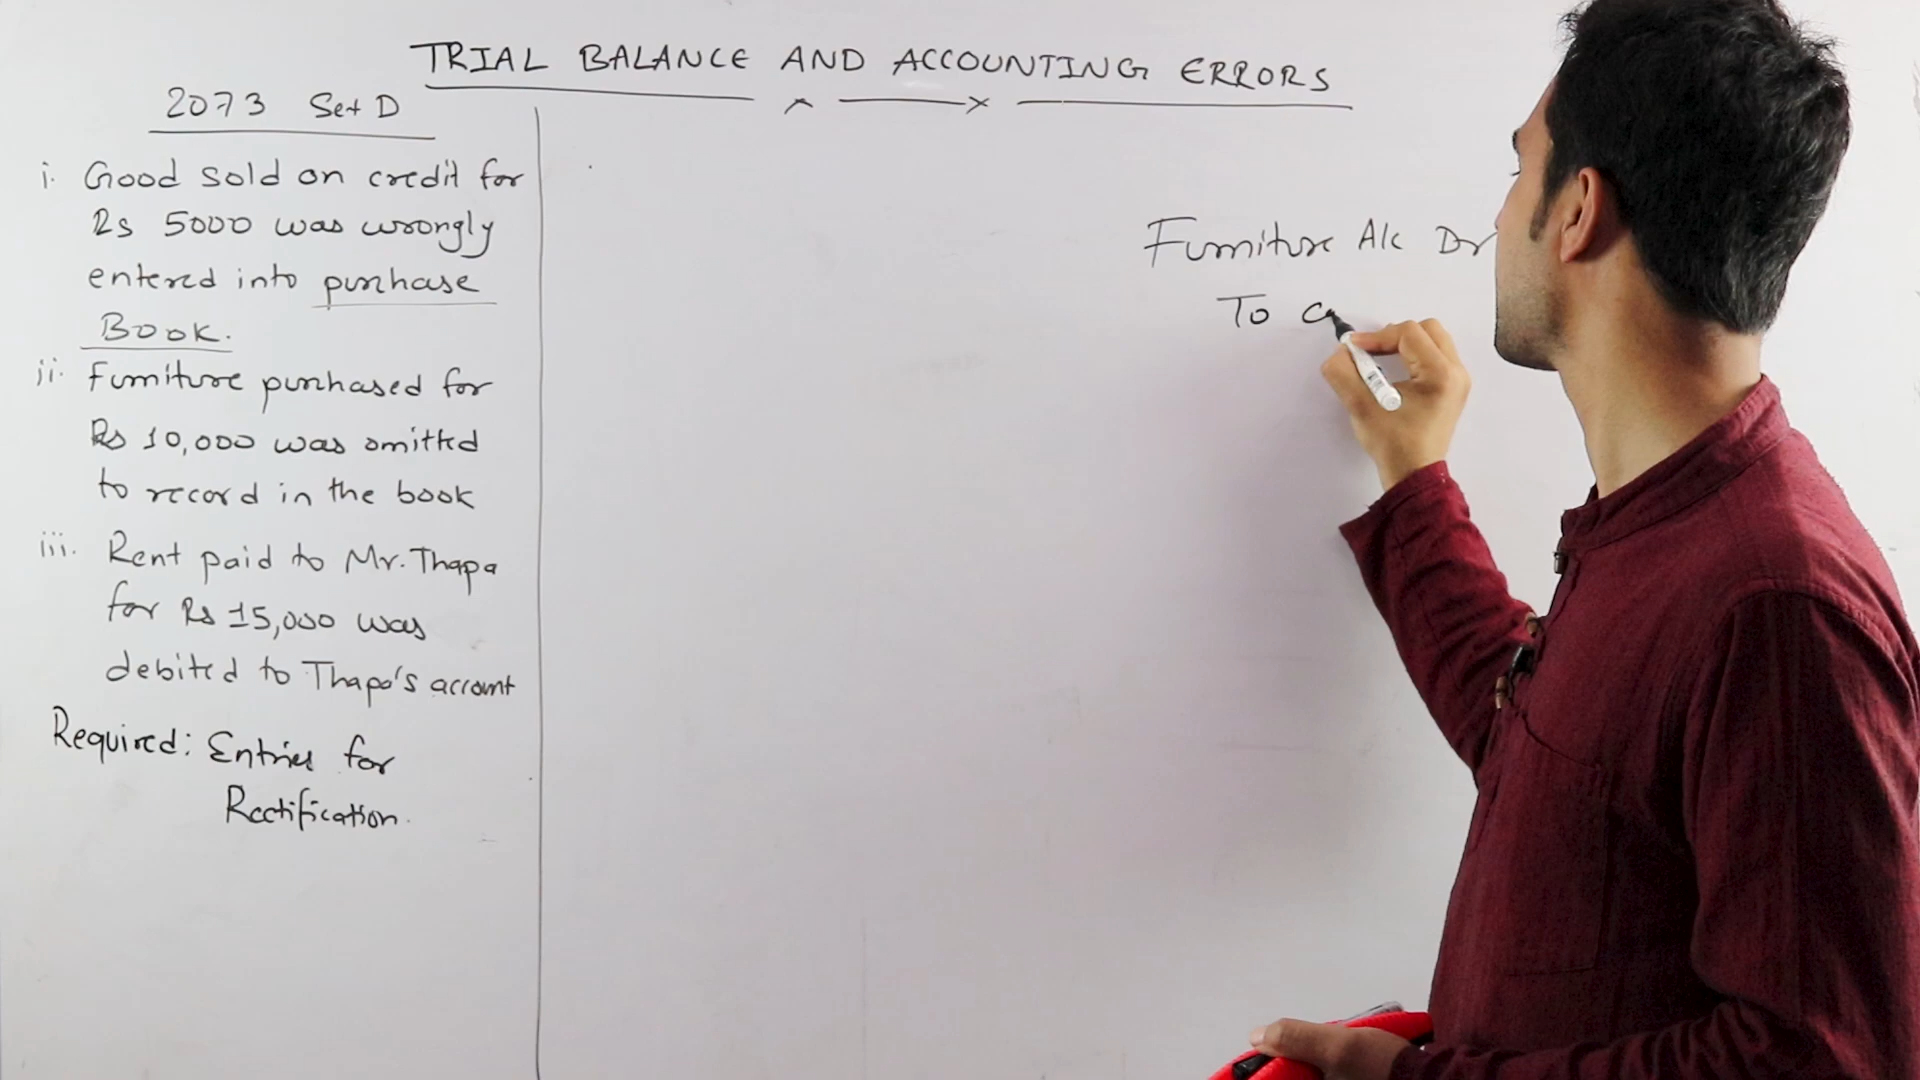 TRIAL BALANCE AND ACCOUNTING ERRORS
2073 Set D
i. Good sold on credit for
Rs 5000 was wrongly
entered into purchase
Book.
ii. Furniture purchased for
Rs 10,000 was omitted
to record in the book
iii. Rent paid to Mr. Thapa
for Rs 15,000 was
debited to Thapa's account
Required: Entries for
Rectification.
Furniture A/c Dr
To ca